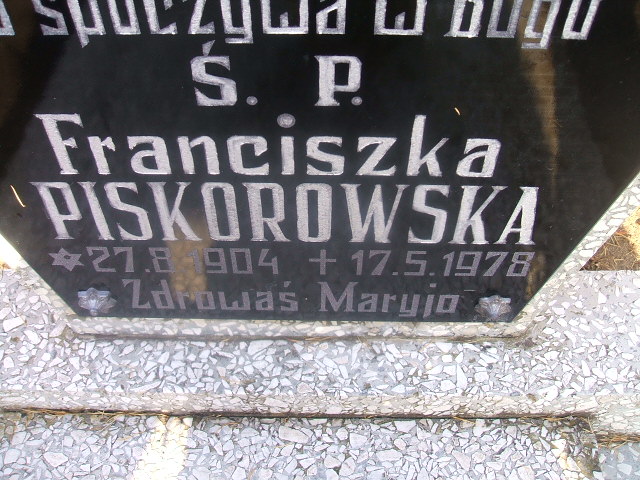 spoczywa w Bogu
Ś. P.
Franciszka
PISKOROWSKA
* 27.8.1904 + 17.5.1978
Zdrowaś Maryjo